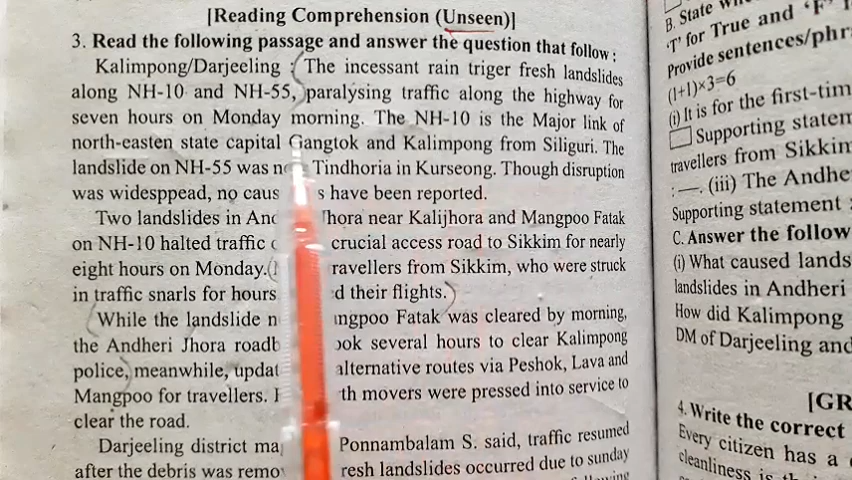 [Reading Comprehension (Unseen)]
3. Read the following passage and answer the question that follow :
Kalimpong/Darjeeling : The incessant rain triger fresh landslides
along NH-10 and NH-55, paralysing traffic along the highway for
seven hours on Monday morning. The NH-10 is the Major link of
north-easten state capital Gangtok and Kalimpong from Siliguri. The
landslide on NH-55 was Tindhoria in Kurseong. Though disruption
was widesppead, no have been reported.
Two landslides in Jhora near Kalijhora and Mangpoo Fatak
on NH-10 halted traffic crucial access road to Sikkim for nearly
eight hours on Monday. ravellers from Sikkim, who were struck
in traffic snarls for hours d their flights.
While the landslide n ngpoo Fatak was cleared by morning,
the Andheri Jhora roadb ook several hours to clear Kalimpong
police, meanwhile, updat alternative routes via Peshok, Lava and
Mangpoo for travellers. th movers were pressed into service to
clear the road.
Darjeeling district ma Ponnambalam S. said, traffic resumed
after the debris was remo resh landslides occurred due to sunday
following
B. State
'T' for True and 'F'
Provide sentences/phr
(1+1)×3=6
(i) It is for the first-tim
Supporting statem
travellers from Sikkim
: —. (iii) The Andhe
Supporting statement :
C. Answer the follow
(i) What caused lands
landslides in Andheri
How did Kalimpong
DM of Darjeeling and
[GR
4. Write the correct
Every citizen has a
cleanliness is